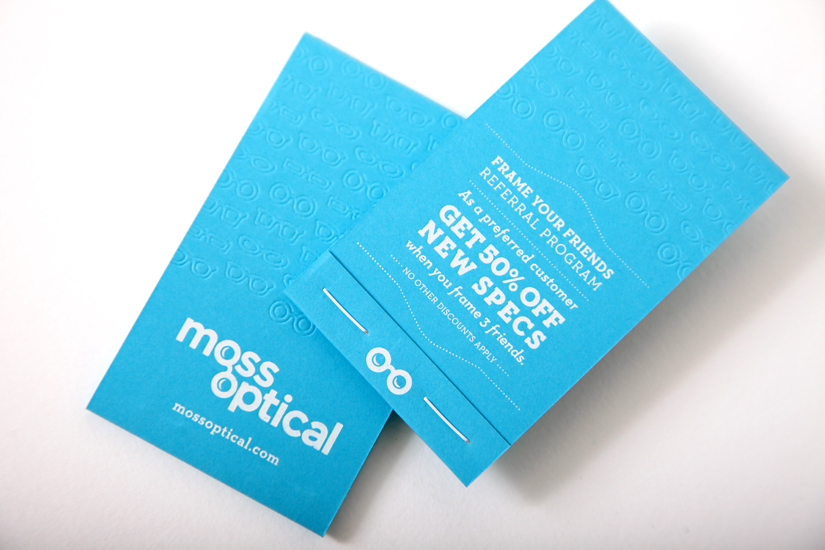 moss
optical
mossoptical.com
FRAME YOUR FRIENDS
REFERRAL PROGRAM
As a preferred customer
GET 50% OFF
NEW SPECS
when you frame 3 friends.
NO OTHER DISCOUNTS APPLY